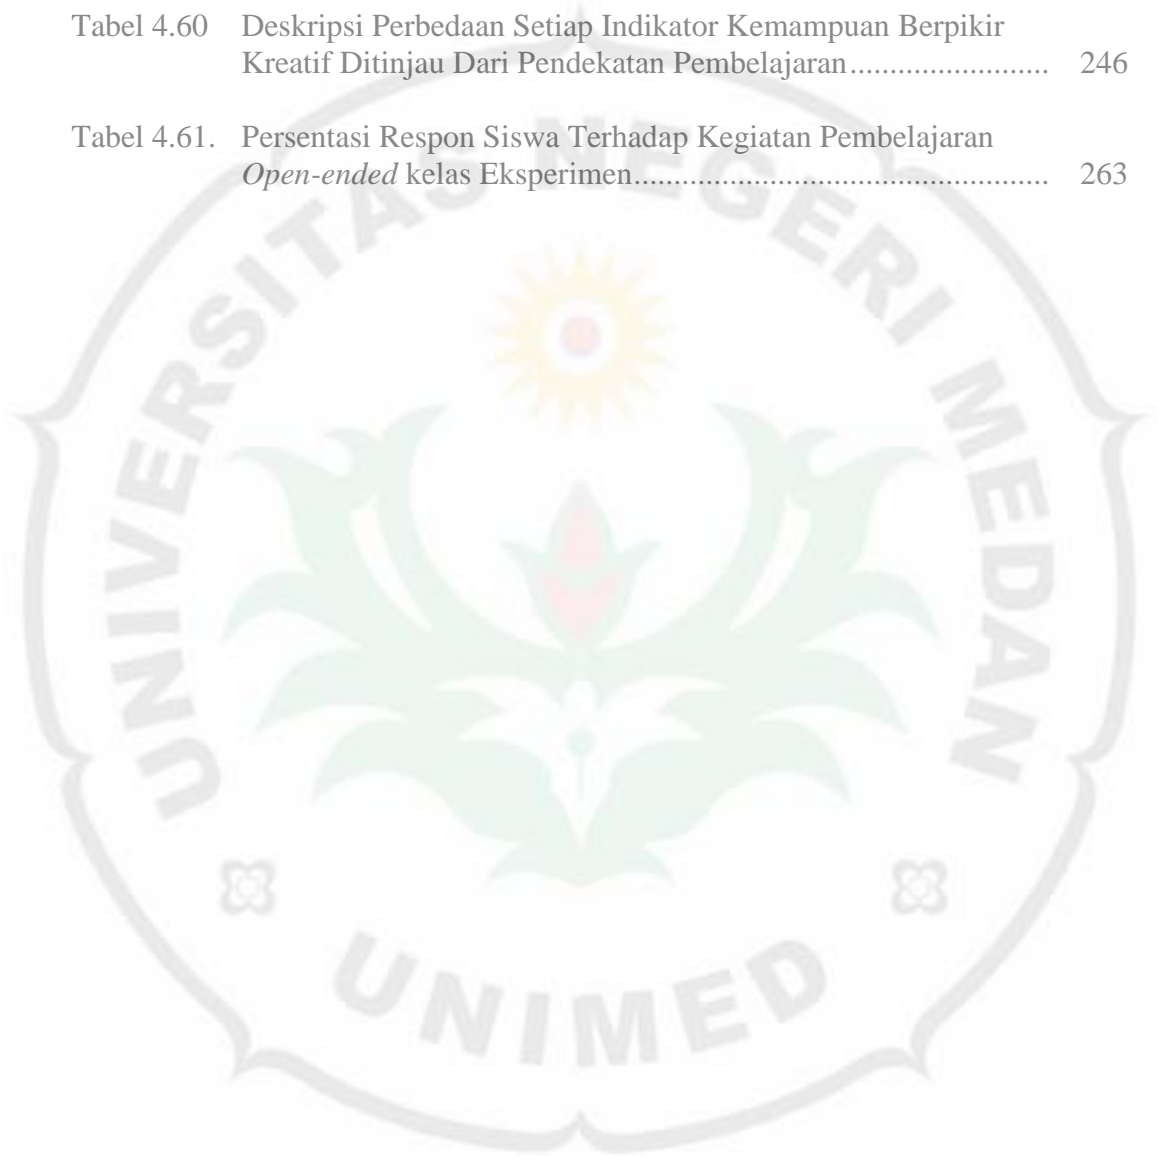 Tabel 4.60 Deskripsi Perbedaan Setiap Indikator Kemampuan Berpikir
Kreatif Ditinjau Dari Pendekatan Pembelajaran......................... 246
Tabel 4.61. Persentasi Respon Siswa Terhadap Kegiatan Pembelajaran
Open-ended kelas Eksperimen.................................................... 263
UNIVERSITAS NEGERI MEDAN
UNIMED